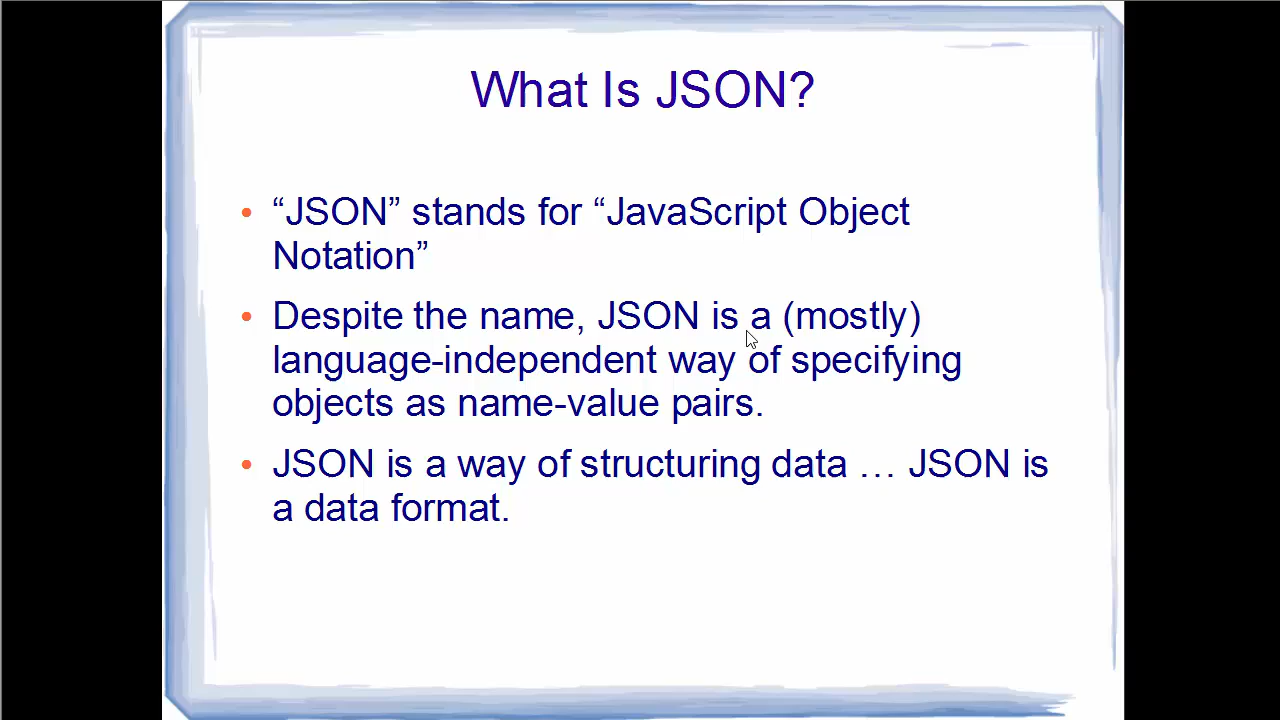 What Is JSON?
• “JSON” stands for “JavaScript Object
Notation”
• Despite the name, JSON is a (mostly)
language-independent way of specifying
objects as name-value pairs.
• JSON is a way of structuring data … JSON is
a data format.